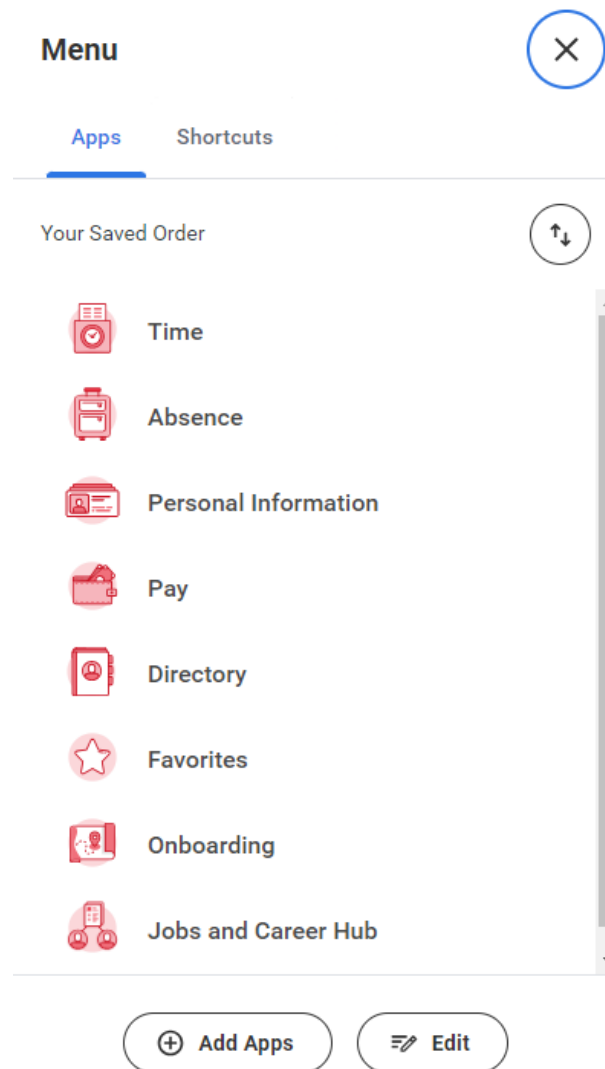 Menu
Apps Shortcuts
Your Saved Order
Time
Absence
Personal Information
Pay
Directory
Favorites
Onboarding
Jobs and Career Hub
Add Apps Edit